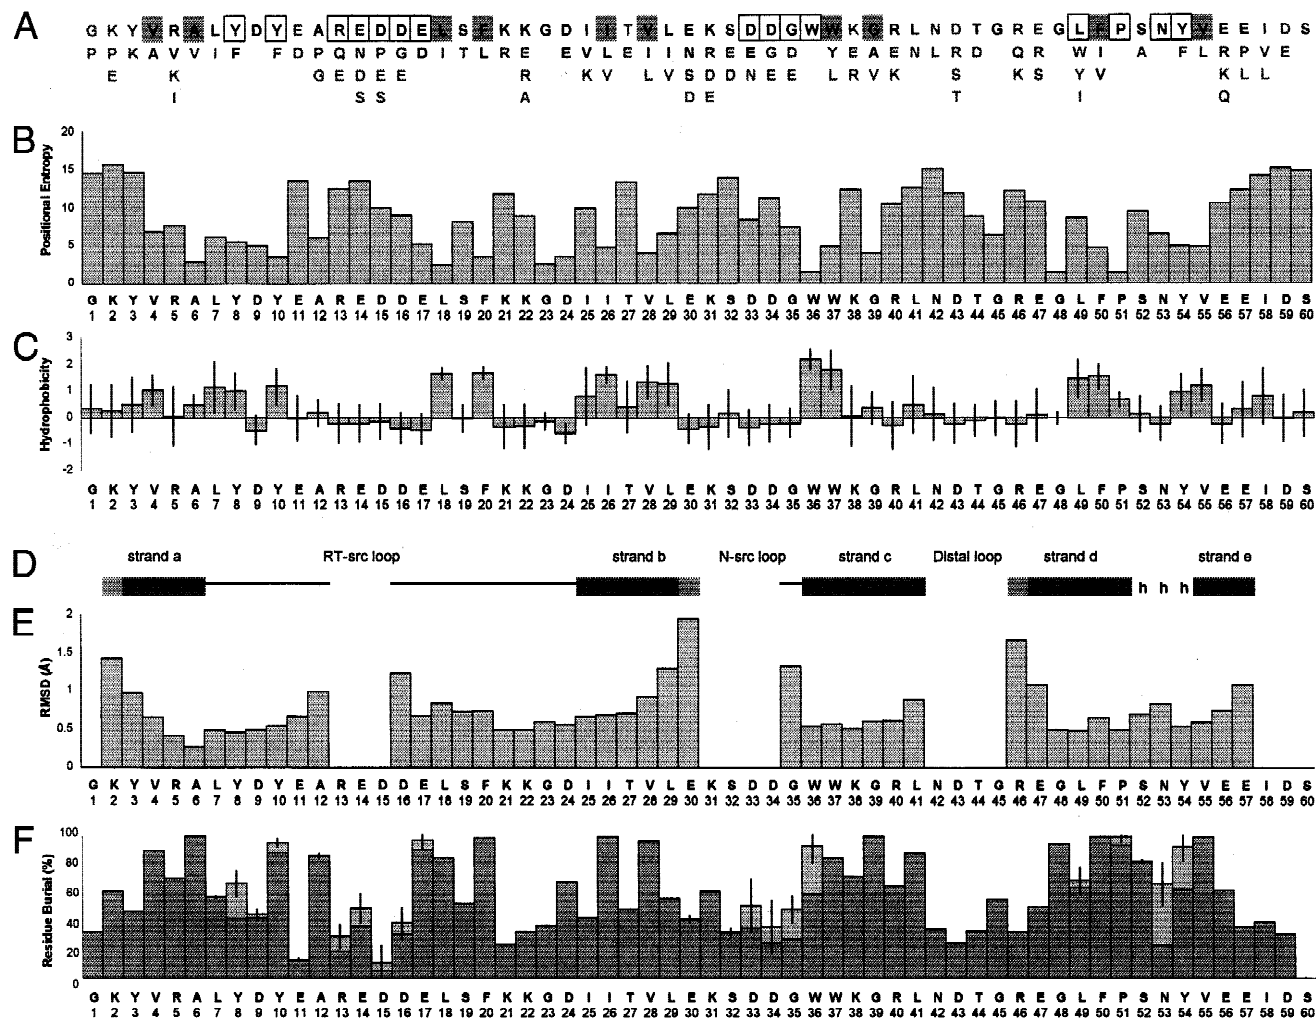 A G K Y V R A L Y D Y E A R E D D E L S F K K G D I I T V L E K S D D G W W K G R L N D T G R E G L F P S N Y V E E I D S
P P K A V V I F F D P Q N P G D I T L R E E V L E I I N R E E G D Y E A E N L R D Q R W I A F L R P V E
E K G E D E E R K V L V S D D N E E L R V K S K S Y V K L L
I S S A D E T I Q
B
Positional Entropy
20
15
10
5
0
G K Y V R A L Y D Y E A R E D D E L S F K K G D I I T V L E K S D D G W W K G R L N D T G R E G L F P S N Y V E E I D S
1 2 3 4 5 6 7 8 9 10 11 12 13 14 15 16 17 18 19 20 21 22 23 24 25 26 27 28 29 30 31 32 33 34 35 36 37 38 39 40 41 42 43 44 45 46 47 48 49 50 51 52 53 54 55 56 57 58 59 60
C
Hydrophobicity
3
2
1
0
-1
-2
G K Y V R A L Y D Y E A R E D D E L S F K K G D I I T V L E K S D D G W W K G R L N D T G R E G L F P S N Y V E E I D S
1 2 3 4 5 6 7 8 9 10 11 12 13 14 15 16 17 18 19 20 21 22 23 24 25 26 27 28 29 30 31 32 33 34 35 36 37 38 39 40 41 42 43 44 45 46 47 48 49 50 51 52 53 54 55 56 57 58 59 60
D strand a RT-src loop strand b N-src loop strand c Distal loop strand d strand e
h h h
E
RMSD (Å)
2
1.5
1
0.5
0
G K Y V R A L Y D Y E A R E D D E L S F K K G D I I T V L E K S D D G W W K G R L N D T G R E G L F P S N Y V E E I D S
1 2 3 4 5 6 7 8 9 10 11 12 13 14 15 16 17 18 19 20 21 22 23 24 25 26 27 28 29 30 31 32 33 34 35 36 37 38 39 40 41 42 43 44 45 46 47 48 49 50 51 52 53 54 55 56 57 58 59 60
F
Residue Burial (%)
100
80
60
40
20
0
G K Y V R A L Y D Y E A R E D D E L S F K K G D I I T V L E K S D D G W W K G R L N D T G R E G L F P S N Y V E E I D S
1 2 3 4 5 6 7 8 9 10 11 12 13 14 15 16 17 18 19 20 21 22 23 24 25 26 27 28 29 30 31 32 33 34 35 36 37 38 39 40 41 42 43 44 45 46 47 48 49 50 51 52 53 54 55 56 57 58 59 60